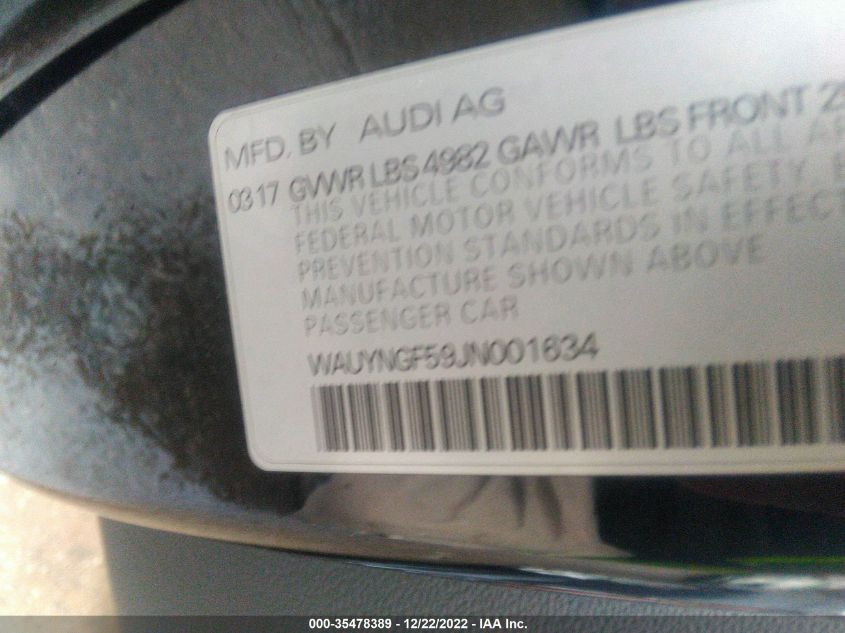 MFD. BY AUDI AG
0317 GVWR LBS 4982 GAWR LBS FRONT
THIS VEHICLE CONFORMS TO ALL
FEDERAL MOTOR VEHICLE SAFETY,
PREVENTION STANDARDS IN EFFECT
MANUFACTURE SHOWN ABOVE
PASSENGER CAR
WAUYNGF59JN001634
000-35478389 - 12/22/2022 - IAA Inc.